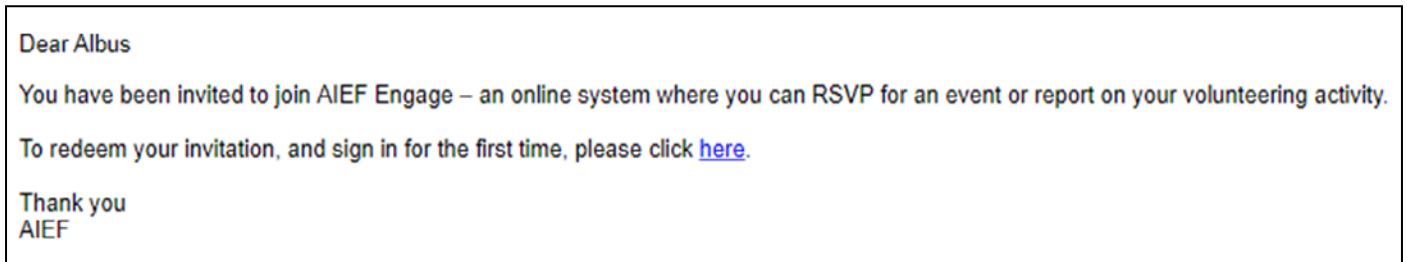 Dear Albus
You have been invited to join AIEF Engage – an online system where you can RSVP for an event or report on your volunteering activity.
To redeem your invitation, and sign in for the first time, please click here.
Thank you
AIEF